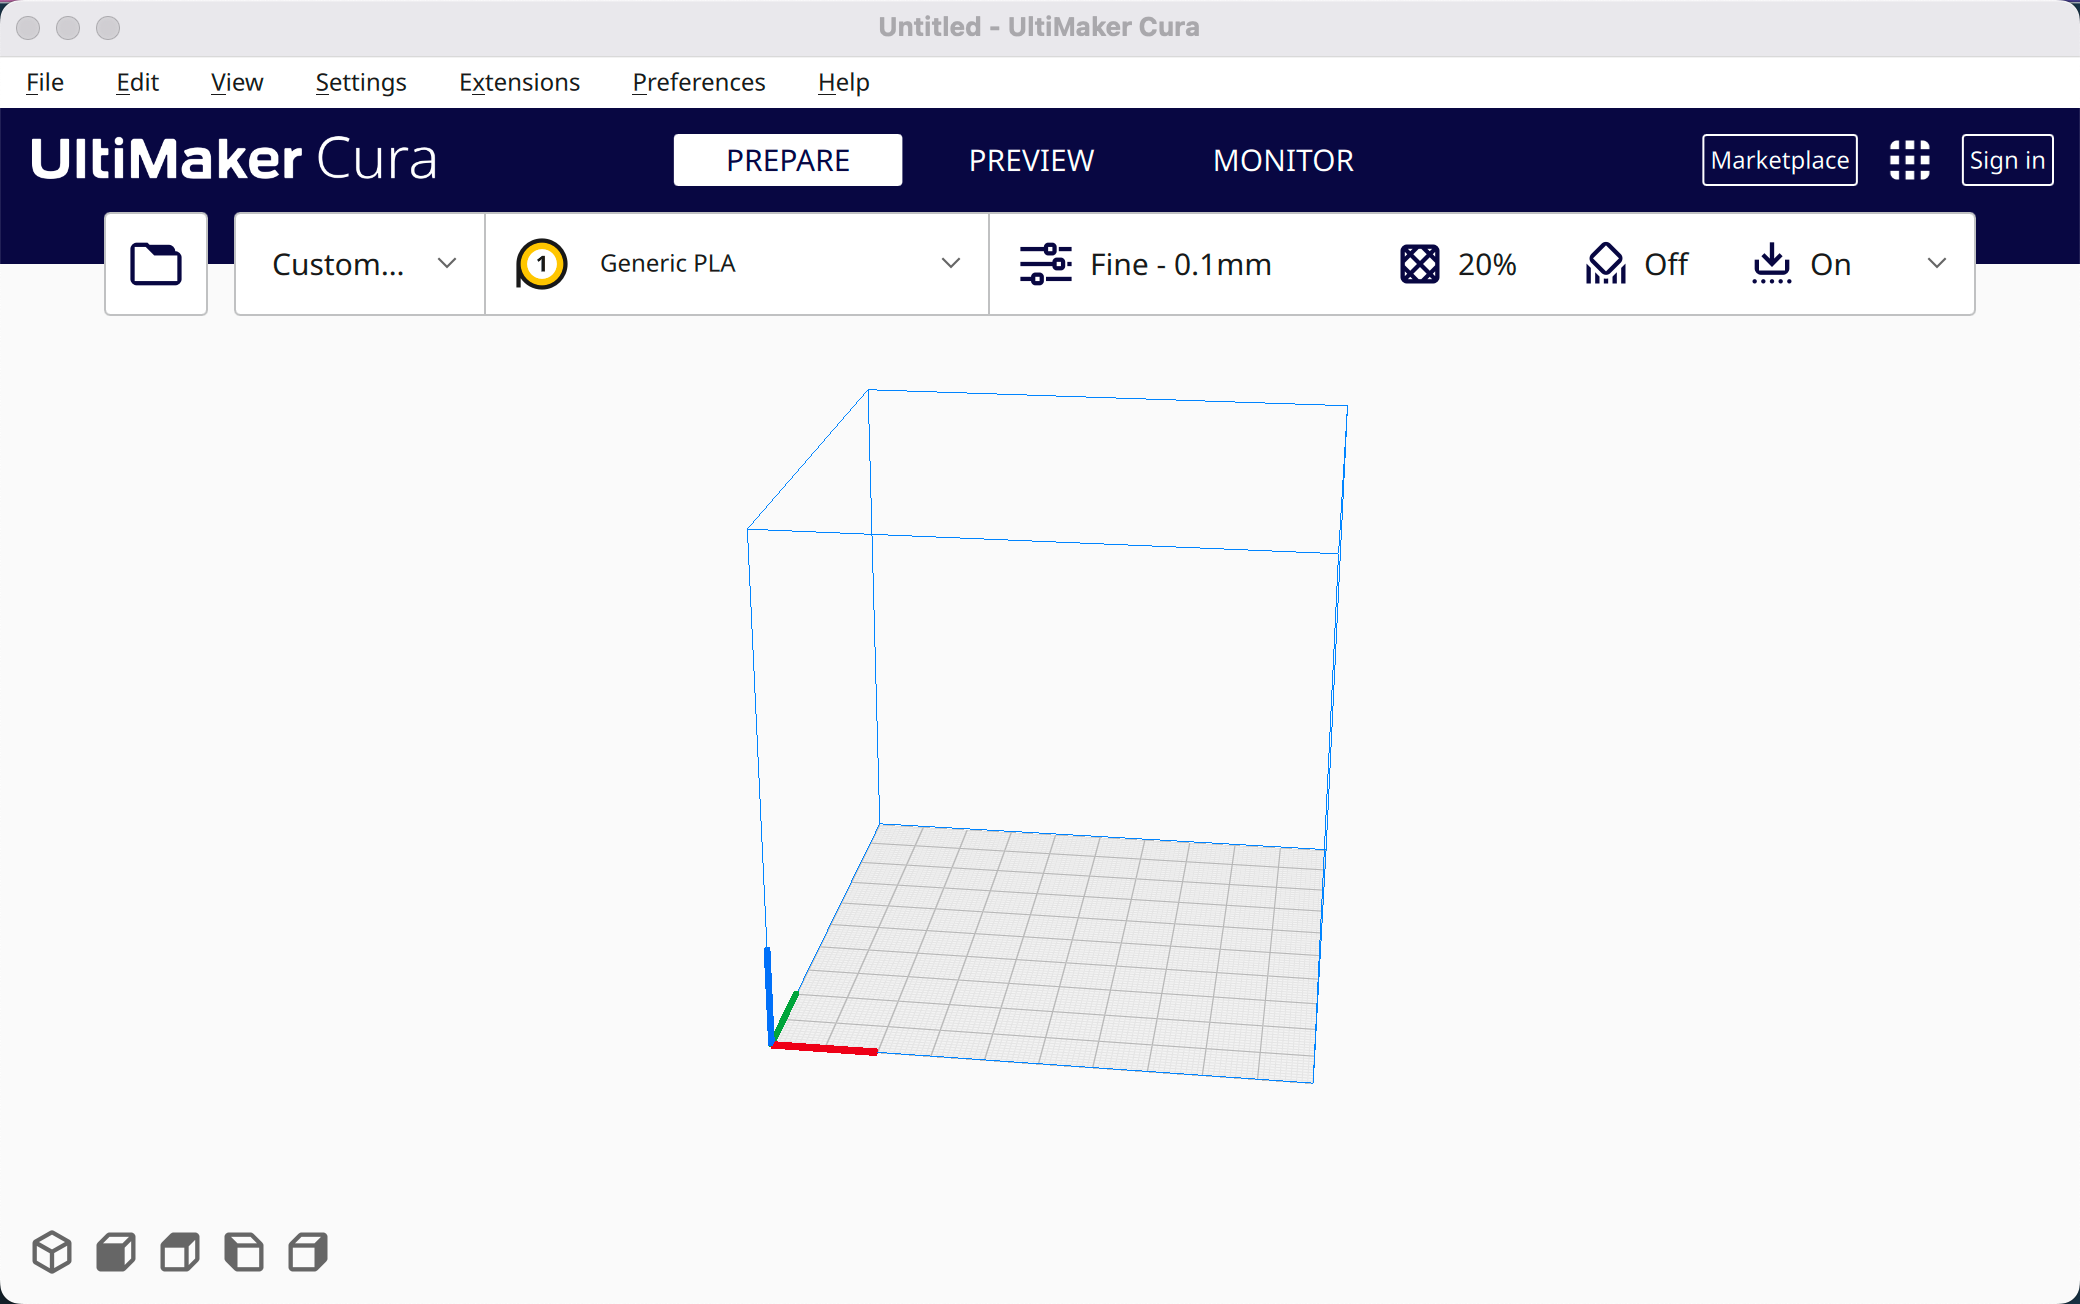 Untitled - UltiMaker Cura
File Edit View Settings Extensions Preferences Help
UltiMaker Cura PREPARE PREVIEW MONITOR Marketplace Sign in
Custom... 1 Generic PLA Fine - 0.1mm 20% Off On